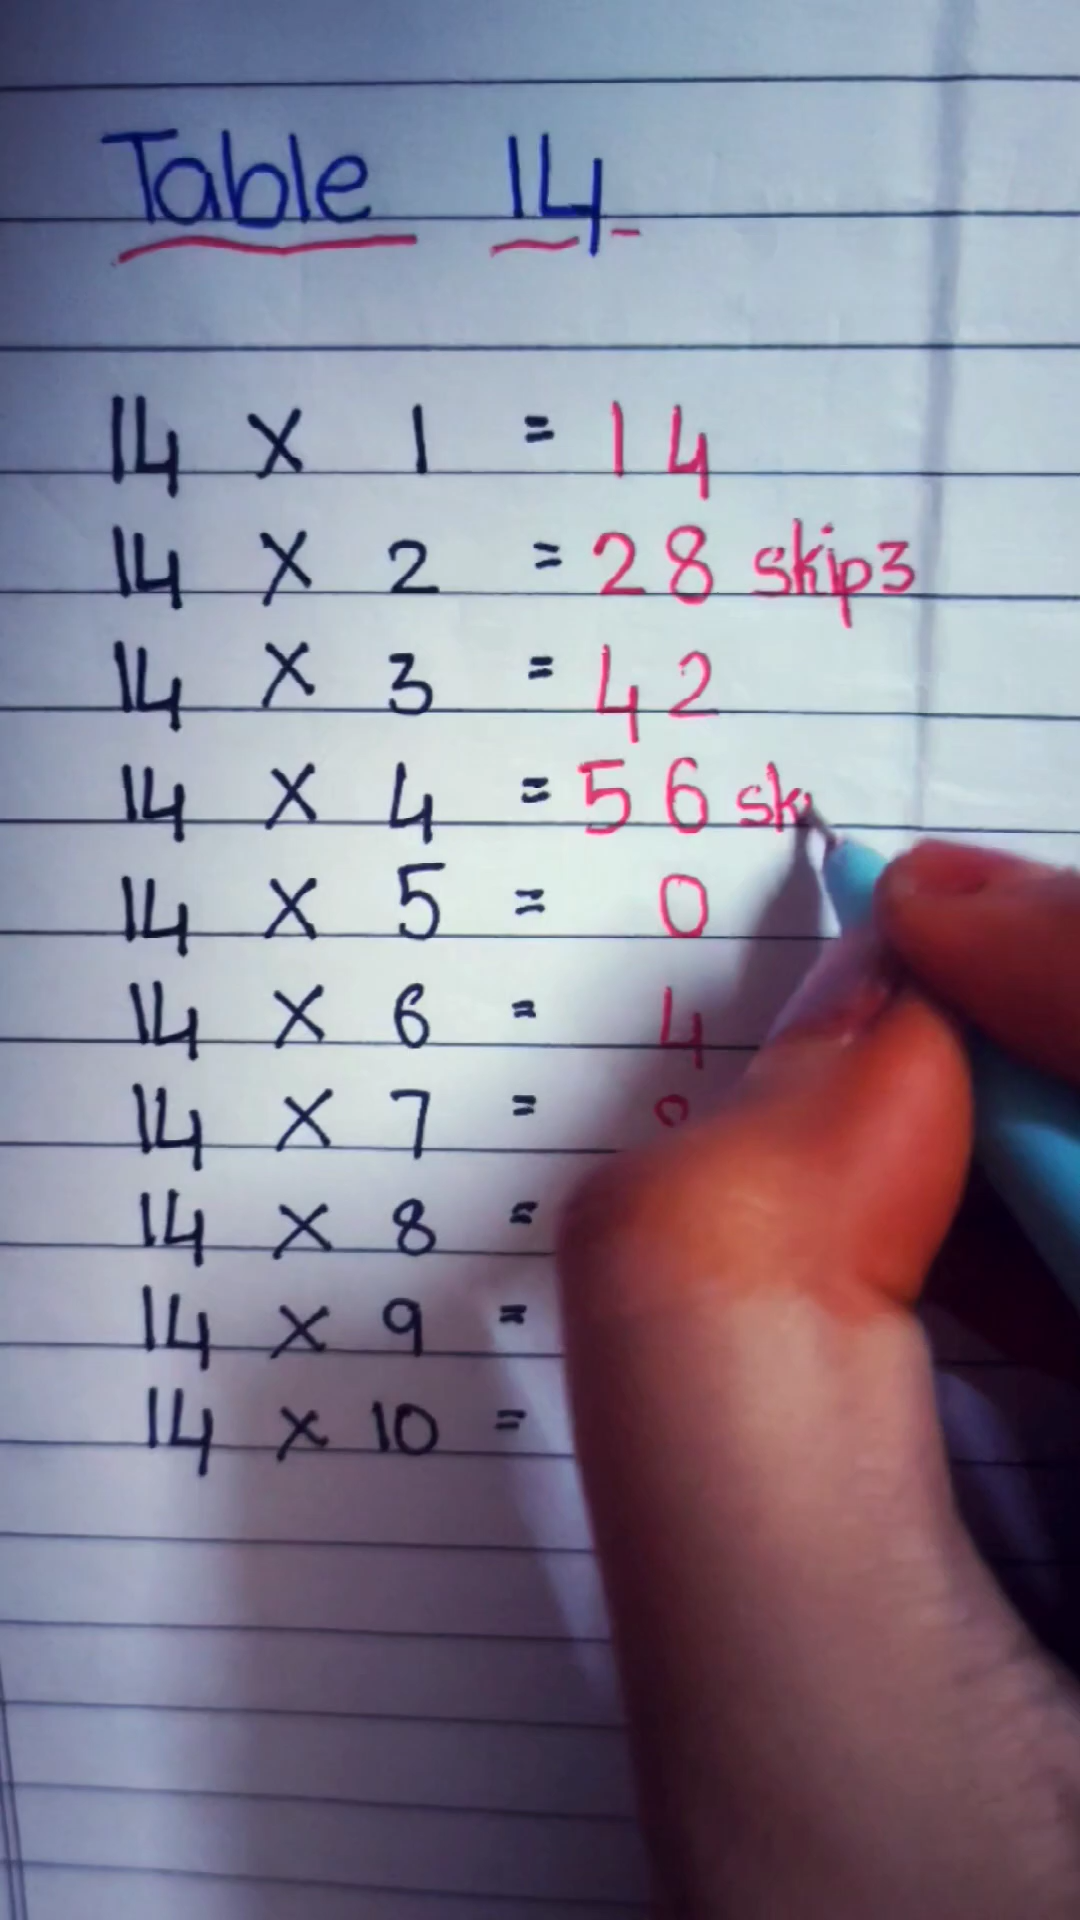 Table 14
14 X 1 = 14
14 X 2 = 28 skip3
14 X 3 = 42
14 X 4 = 56 sk
14 X 5 = 0
14 X 6 = 4
14 X 7 =
14 X 8 =
14 X 9 =
14 X 10 =